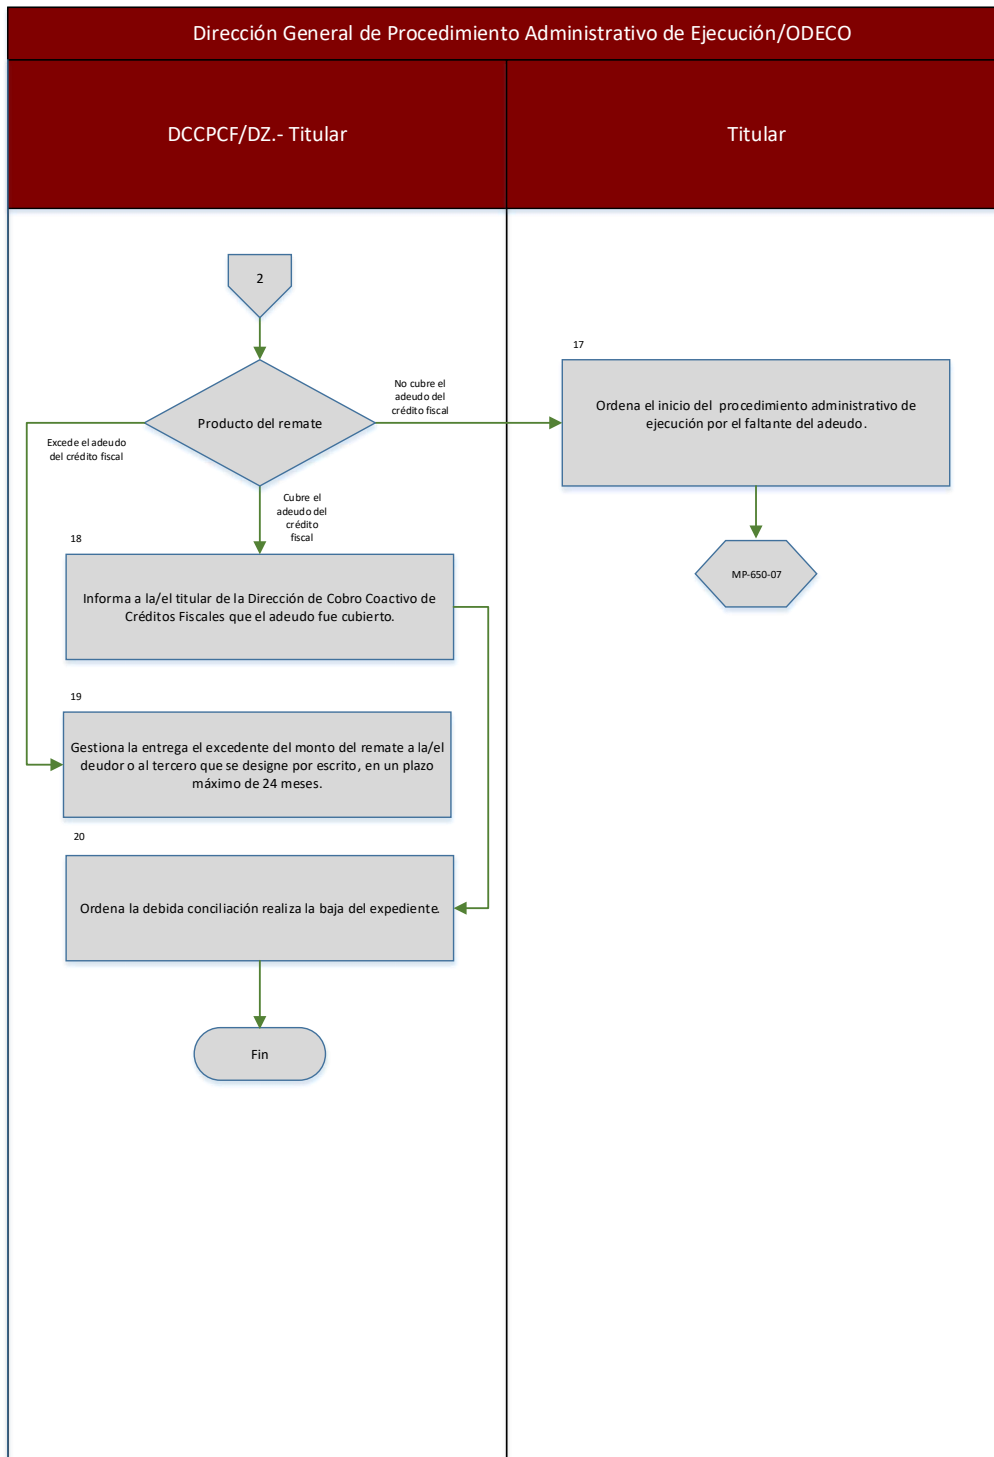 Dirección General de Procedimiento Administrativo de Ejecución/ODECO
DCCPCF/DZ.- Titular
Titular
2
Producto del remate
No cubre el
adeudo del
crédito fiscal
Excede el adeudo
del crédito fiscal
Cubre el
adeudo del
crédito
fiscal
17
Ordena el inicio del procedimiento administrativo de
ejecución por el faltante del adeudo.
MP-650-07
18
Informa a la/el titular de la Dirección de Cobro Coactivo de
Créditos Fiscales que el adeudo fue cubierto.
19
Gestiona la entrega el excedente del monto del remate a la/el
deudor o al tercero que se designe por escrito, en un plazo
máximo de 24 meses.
20
Ordena la debida conciliación realiza la baja del expediente.
Fin